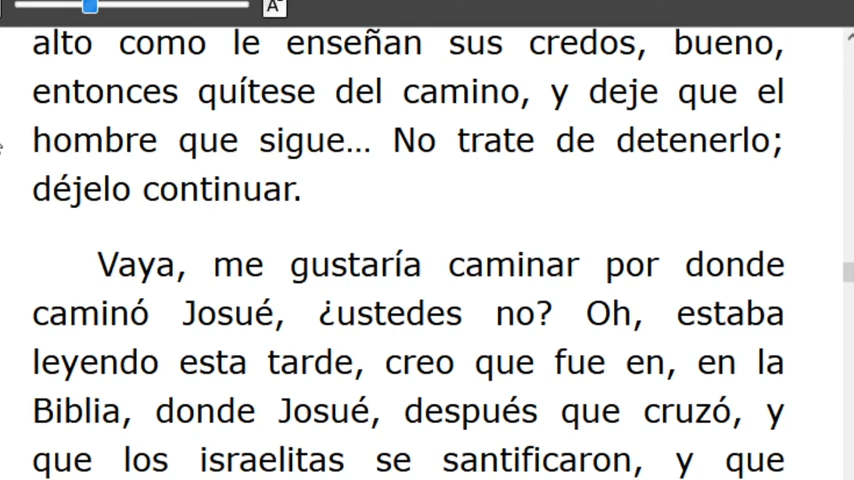 A
alto como le enseñan sus credos, bueno,
entonces quítese del camino, y deje que el
hombre que sigue... No trate de detenerlo;
déjelo continuar.
Vaya, me gustaría caminar por donde
caminó Josué, ¿ustedes no? Oh, estaba
leyendo esta tarde, creo que fue en, en la
Biblia, donde Josué, después que cruzó, y
que los israelitas se santificaron, y que